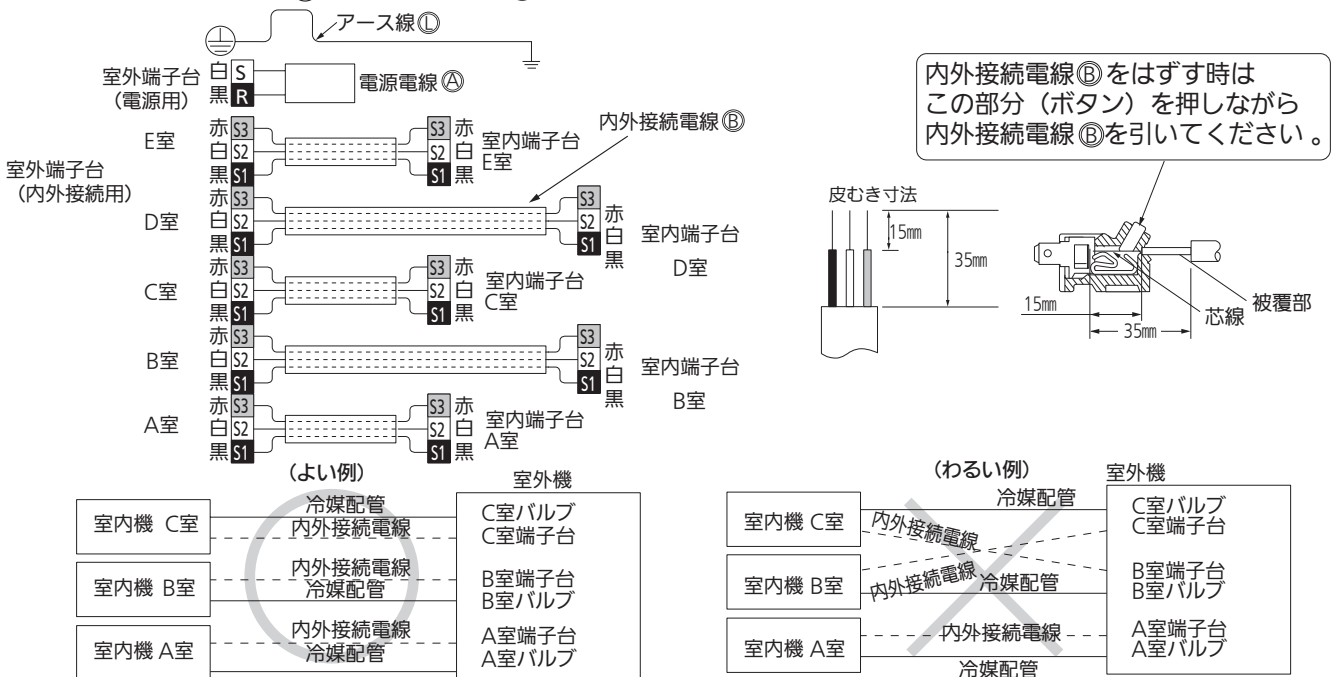 アース線Ⓛ
室外端子台
（電源用）
白 S
黒 R
電源電線Ⓐ
内外接続電線Ⓑをはずす時は
この部分（ボタン）を押しながら
内外接続電線Ⓑを引いてください。
室外端子台
（内外接続用）
E室
赤 S3
白 S2
黒 S1
S3 赤
S2 白
S1 黒
室内端子台
E室
内外接続電線Ⓑ
D室
赤 S3
白 S2
黒 S1
S3 赤
S2 白
S1 黒
室内端子台
D室
C室
赤 S3
白 S2
黒 S1
S3 赤
S2 白
S1 黒
室内端子台
C室
B室
赤 S3
白 S2
黒 S1
S3 赤
S2 白
S1 黒
室内端子台
B室
A室
赤 S3
白 S2
黒 S1
S3 赤
S2 白
S1 黒
室内端子台
A室
皮むき寸法
15㎜
35㎜
15㎜
35㎜
芯線
被覆部
（よい例）
室外機
室内機 C室
冷媒配管
内外接続電線
C室バルブ
C室端子台
室内機 B室
内外接続電線
冷媒配管
B室端子台
B室バルブ
室内機 A室
内外接続電線
冷媒配管
A室端子台
A室バルブ
（わるい例）
室外機
室内機 C室
冷媒配管
内外接続電線
C室バルブ
C室端子台
室内機 B室
内外接続電線
冷媒配管
B室端子台
B室バルブ
室内機 A室
内外接続電線
冷媒配管
A室端子台
A室バルブ